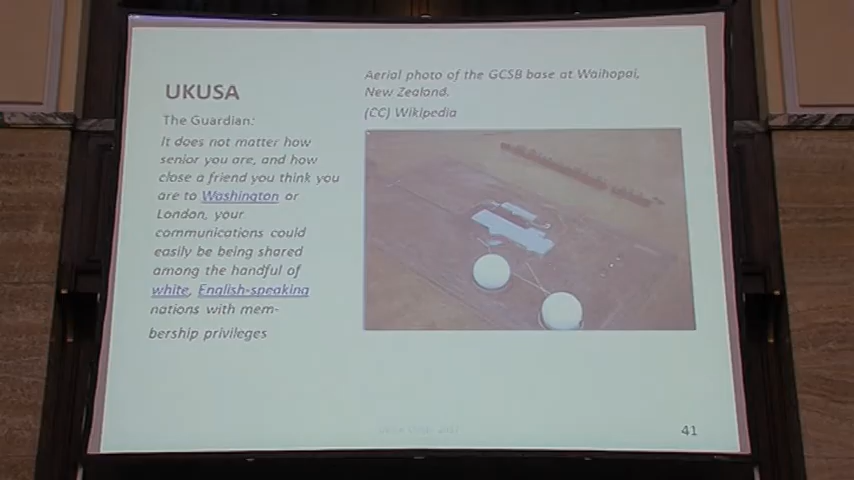 UKUSA
The Guardian:
It does not matter how
senior you are, and how
close a friend you think you
are to Washington or
London, your
communications could
easily be being shared
among the handful of
white, English-speaking
nations with mem-
bership privileges
Aerial photo of the GCSB base at Waihopai,
New Zealand.
(CC) Wikipedia
41